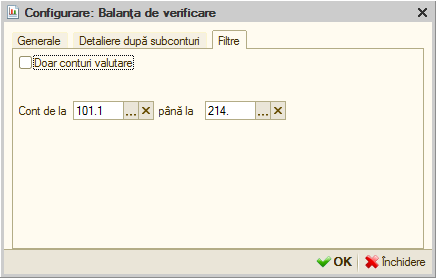 Configurare: Balanţa de verificare
Generale Detaliere după subconturi Filtre
Doar conturi valutare
Cont de la 101.1 ... până la 214. ...
OK Închidere